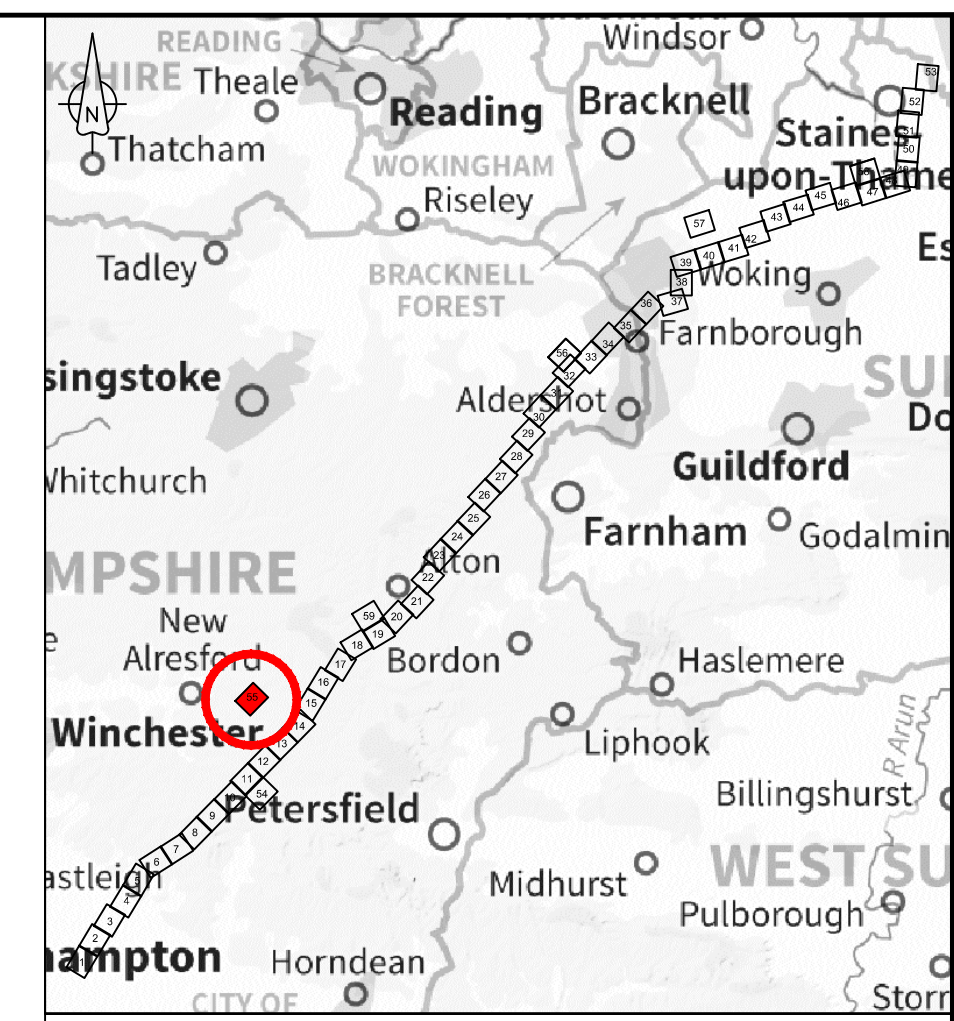 Windsor
READING
KSHIRE
Theale
Reading
Bracknell
N
Thatcham
Staines
upon-Thame
WOKINGHAM
Riseley
Tadley
BRACKNELL
FOREST
Woking
Es
Farnborough
singstoke
SU
Aldershot
Do
Guildford
Whitchurch
Farnham
Godalmin
MPSHIRE
Alton
New
Alresford
Bordon
Haslemere
Winchester
Liphook
R Arun
Billingshurst
Petersfield
astleigh
Midhurst
WEST SU
Pulborough
hampton
Horndean
CITY OF
Storr
53
52
51
50
47
46
45
44
43
42
41
40
39
38
37
57
36
35
34
33
56
32
31
30
29
28
27
26
25
24
23
22
21
20
59
19
18
17
16
15
14
13
12
11
54
10
9
8
7
6
5
4
3
2
1
55